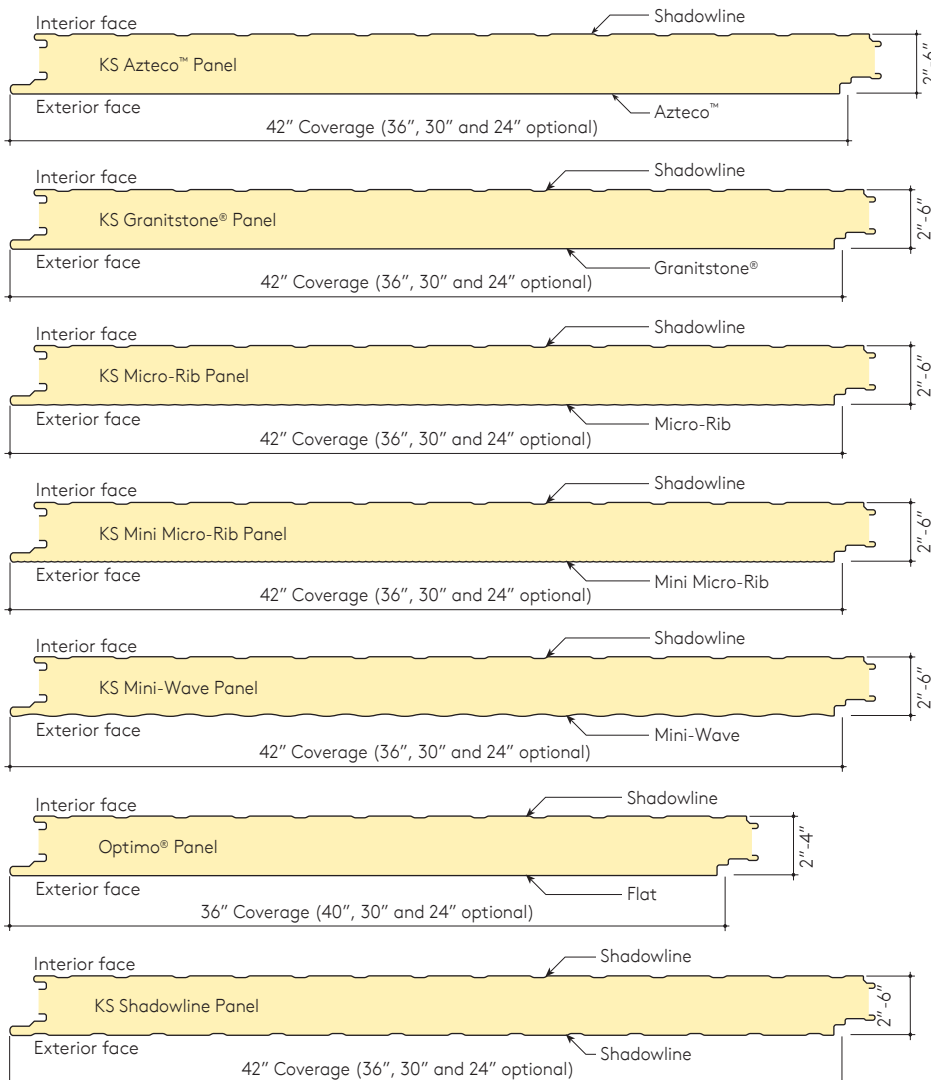 Interior face
Shadowline
KS Azteco™ Panel
2″-6″
Exterior face
Azteco™
42″ Coverage (36″, 30″ and 24″ optional)
Interior face
Shadowline
KS Granitstone® Panel
2″-6″
Exterior face
Granitstone®
42″ Coverage (36″, 30″ and 24″ optional)
Interior face
Shadowline
KS Micro-Rib Panel
2″-6″
Exterior face
Micro-Rib
42″ Coverage (36″, 30″ and 24″ optional)
Interior face
Shadowline
KS Mini Micro-Rib Panel
2″-6″
Exterior face
Mini Micro-Rib
42″ Coverage (36″, 30″ and 24″ optional)
Interior face
Shadowline
KS Mini-Wave Panel
2″-6″
Exterior face
Mini-Wave
42″ Coverage (36″, 30″ and 24″ optional)
Interior face
Shadowline
Optimo® Panel
2″-4″
Exterior face
Flat
36″ Coverage (40″, 30″ and 24″ optional)
Interior face
Shadowline
KS Shadowline Panel
2″-6″
Exterior face
Shadowline
42″ Coverage (36″, 30″ and 24″ optional)